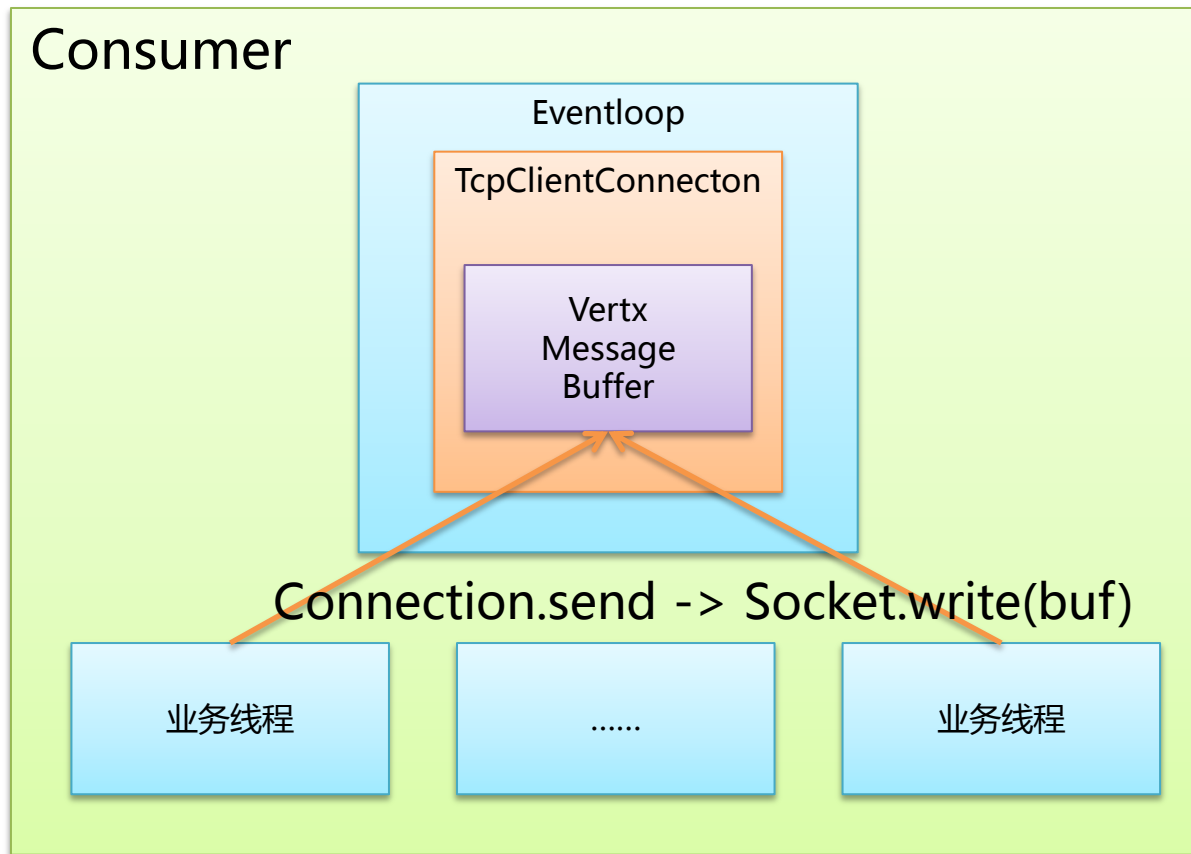 Consumer
Eventloop
TcpClientConnecton
Vertx
Message
Buffer
Connection.send -> Socket.write(buf)
业务线程
......
业务线程